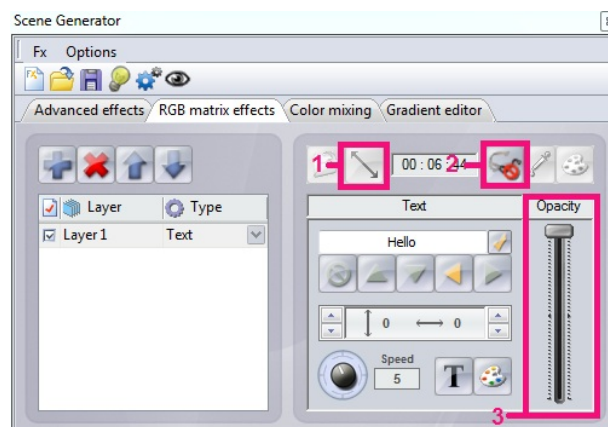 Scene Generator
Fx Options
Advanced effects RGB matrix effects Color mixing Gradient editor
1 00 : 06 2 44
Layer Type
Layer 1 Text
Text Opacity
Hello
0 0
Speed
5 T
3